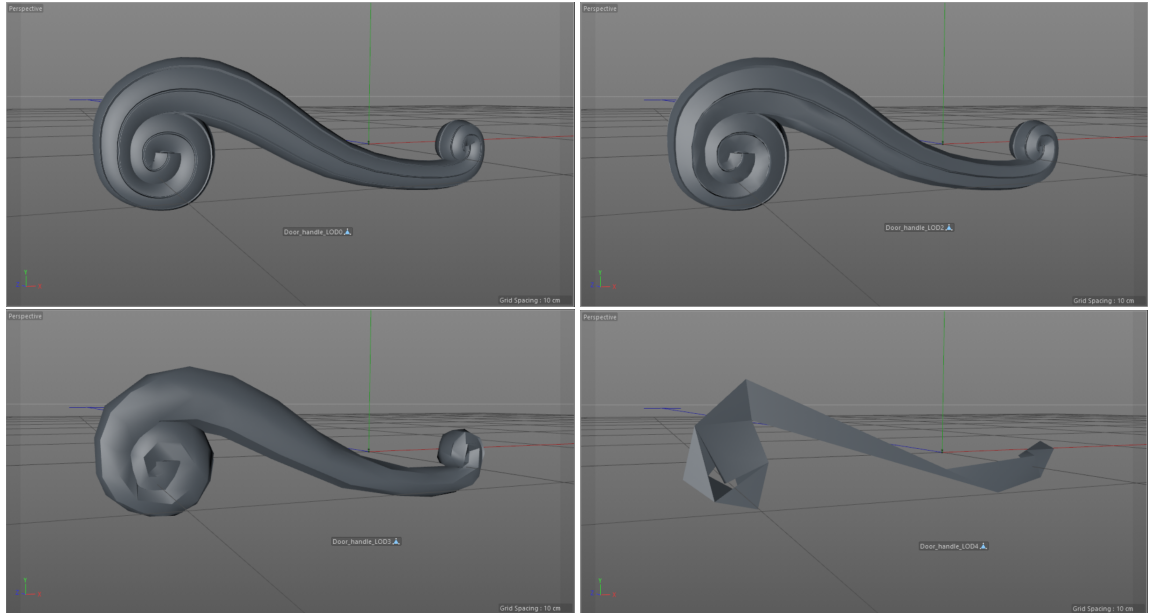 Perspective
Perspective
Door_handle_LOD0
Door_handle_LOD2
Y
Z X
Y
Z X
Grid Spacing : 10 cm
Grid Spacing : 10 cm
Perspective
Perspective
Door_handle_LOD3
Door_handle_LOD4
Y
Z X
Y
Z X
Grid Spacing : 10 cm
Grid Spacing : 10 cm